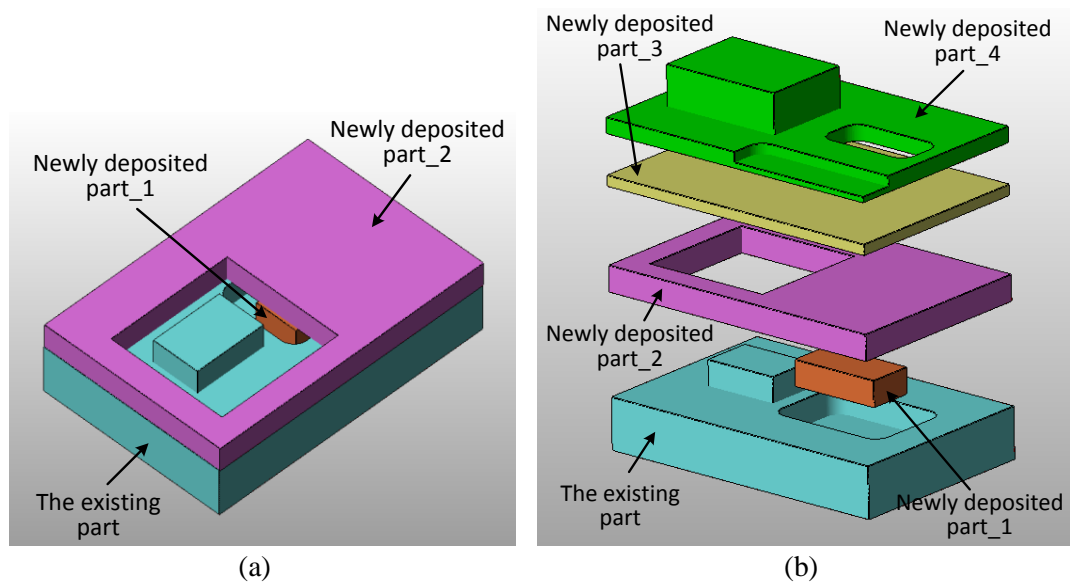 Newly deposited
part_2
Newly deposited
part_1
The existing
part
(a)
Newly deposited
part_3
Newly deposited
part_4
Newly deposited
part_2
The existing
part
Newly deposited
part_1
(b)